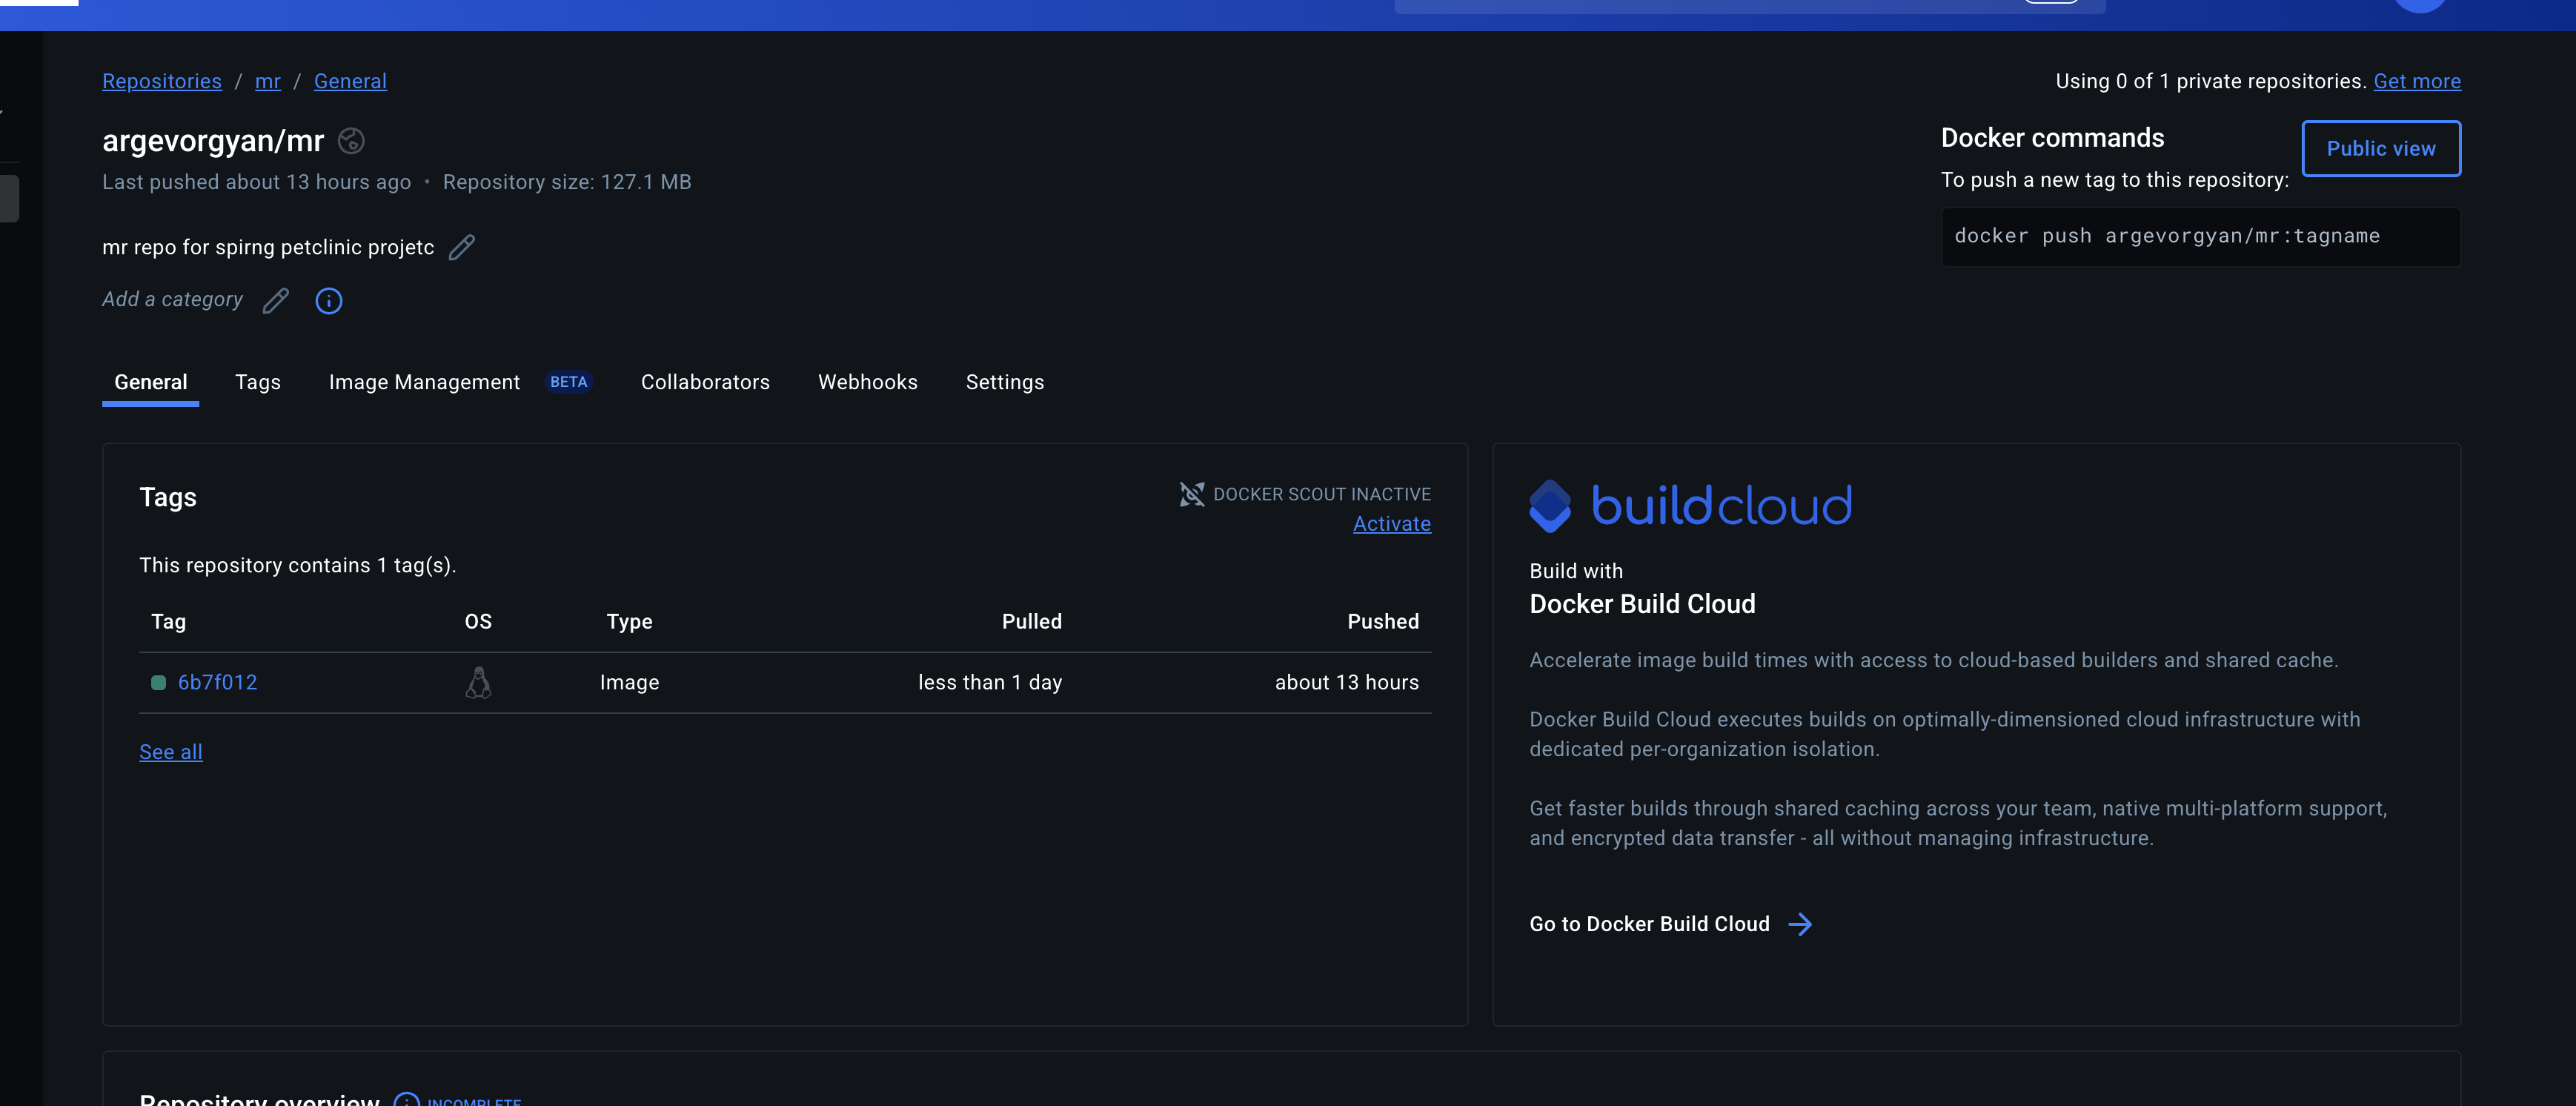 Repositories / mr / General
Using 0 of 1 private repositories. Get more
argevorgyan/mr
Last pushed about 13 hours ago • Repository size: 127.1 MB
Docker commands
Public view
To push a new tag to this repository:
docker push argevorgyan/mr:tagname
mr repo for spirng petclinic projetc
Add a category
General Tags Image Management BETA Collaborators Webhooks Settings
Tags
DOCKER SCOUT INACTIVE
Activate
This repository contains 1 tag(s).
Tag OS Type Pulled Pushed
6b7f012 Image less than 1 day about 13 hours
See all
buildcloud
Build with
Docker Build Cloud
Accelerate image build times with access to cloud-based builders and shared cache.
Docker Build Cloud executes builds on optimally-dimensioned cloud infrastructure with
dedicated per-organization isolation.
Get faster builds through shared caching across your team, native multi-platform support,
and encrypted data transfer - all without managing infrastructure.
Go to Docker Build Cloud
Repository overview INCOMPLETE